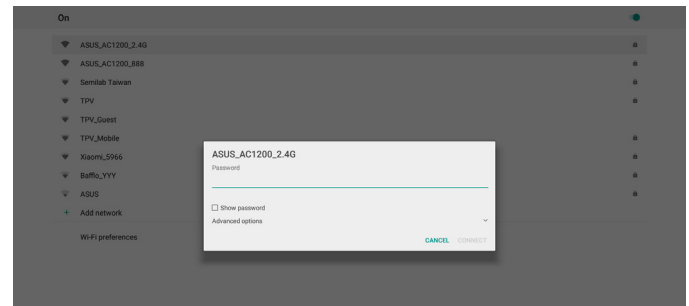 On
ASUS_AC1200_2.4G
ASUS_AC1200_888
Semilab Taiwan
TPV
TPV_Guest
TPV_Mobile
Xiaomi_5966
Bafflo_YYY
ASUS
+ Add network
Wi-Fi preferences
ASUS_AC1200_2.4G
Password
Show password
Advanced options
CANCEL CONNECT